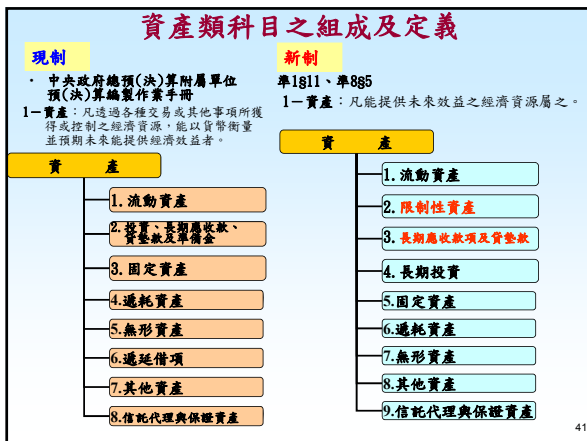 資產類科目之組成及定義
現制
• 中央政府總預(決)算附屬單位
預(決)算編製作業手冊
1－資產：凡透過各種交易或其他事項所獲
得或控制之經濟資源，能以貨幣衡量
並預期未來能提供經濟效益者。
資 產
1.流動資產
2.投資、長期應收款、
貸墊款及準備金
3.固定資產
4.遞耗資產
5.無形資產
6.遞延借項
7.其他資產
8.信託代理與保證資產
新制
準1§11、準8§5
1－資產：凡能提供未來效益之經濟資源屬之。
資 產
1.流動資產
2.限制性資產
3.長期應收款項及貸墊款
4.長期投資
5.固定資產
6.遞耗資產
7.無形資產
8.其他資產
9.信託代理與保證資產
41